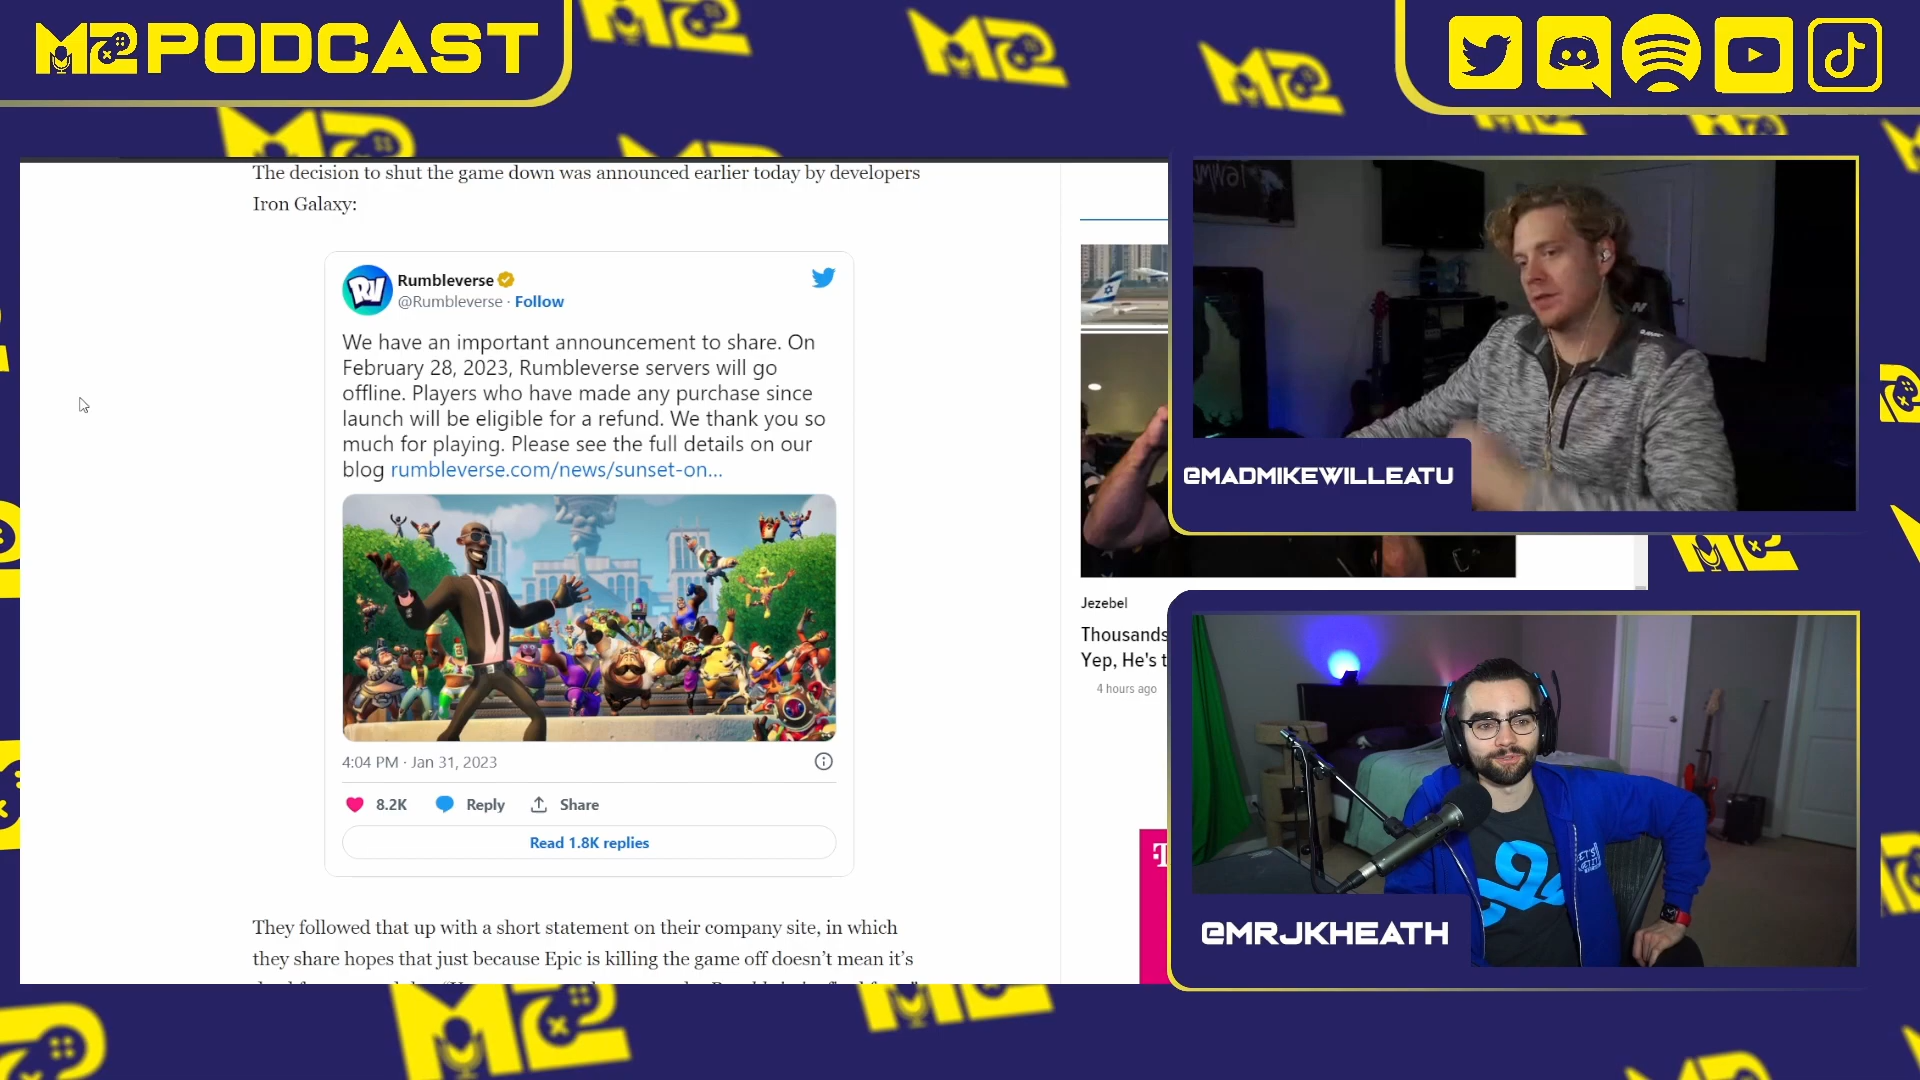 M2 PODCAST
The decision to shut the game down was announced earlier today by developers
Iron Galaxy:
RV
Rumbleverse
@Rumbleverse · Follow
We have an important announcement to share. On
February 28, 2023, Rumbleverse servers will go
offline. Players who have made any purchase since
launch will be eligible for a refund. We thank you so
much for playing. Please see the full details on our
blog rumbleverse.com/news/sunset-on...
4:04 PM · Jan 31, 2023
8.2K Reply Share
Read 1.8K replies
They followed that up with a short statement on their company site, in which
they share hopes that just because Epic is killing the game off doesn't mean it's
Jezebel
Thousands
Yep, He's t
4 hours ago
T
@MADMIKEWILLEATU
@MRJKHEATH